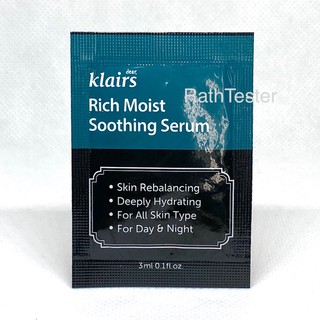 dear,
klairs
RathTester
Rich Moist
Soothing Serum
• Skin Rebalancing
• Deeply Hydrating
• For All Skin Type
• For Day & Night
3ml 0.1fl.oz.